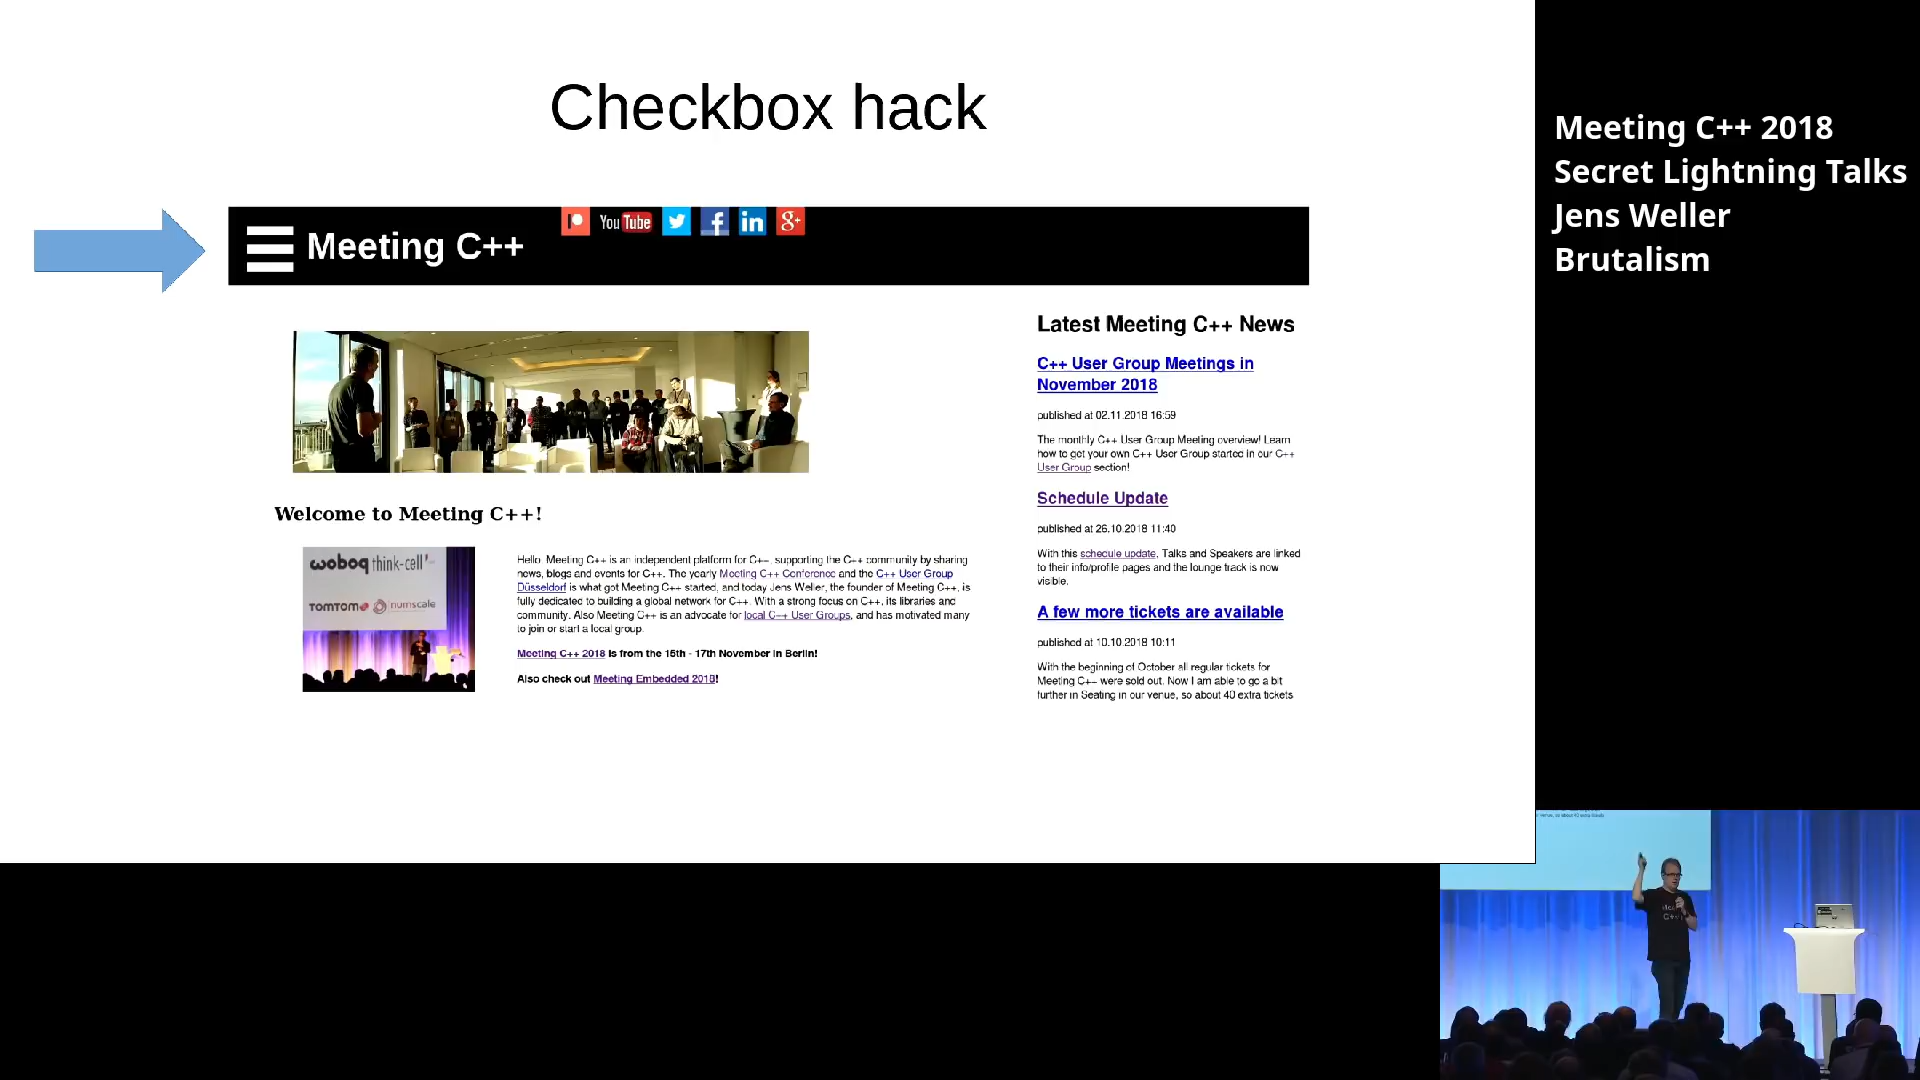 Checkbox hack
Meeting C++ 2018
Secret Lightning Talks
Jens Weller
Brutalism
Meeting C++
You Tube
f
in
g+
Latest Meeting C++ News
C++ User Group Meetings in
November 2018
published at 02.11.2018 16:59
The monthly C++ User Group Meeting overview! Learn
how to get your own C++ User Group started in our C++
User Group section!
Schedule Update
published at 26.10.2018 11:40
With this schedule update, Talks and Speakers are linked
to their info/profile pages and the lounge track is now
visible.
A few more tickets are available
published at 10.10.2018 10:11
With the beginning of October all regular tickets for
Meeting C++ were sold out. Now I am able to go a bit
further in Seating in our venue, so about 40 extra tickets
Welcome to Meeting C++!
woboq think-cell
TOMTOM numscale
Hello. Meeting C++ is an independent platform for C++, supporting the C++ community by sharing
news, blogs and events for C++. The yearly Meeting C++ Conference and the C++ User Group
Düsseldorf is what got Meeting C++ started, and today Jens Weller, the founder of Meeting C++, is
fully dedicated to building a global network for C++. With a strong focus on C++, its libraries and
community. Also Meeting C++ is an advocate for local C++ User Groups, and has motivated many
to join or start a local group.
Meeting C++ 2018 is from the 15th - 17th November in Berlin!
Also check out Meeting Embedded 2018!